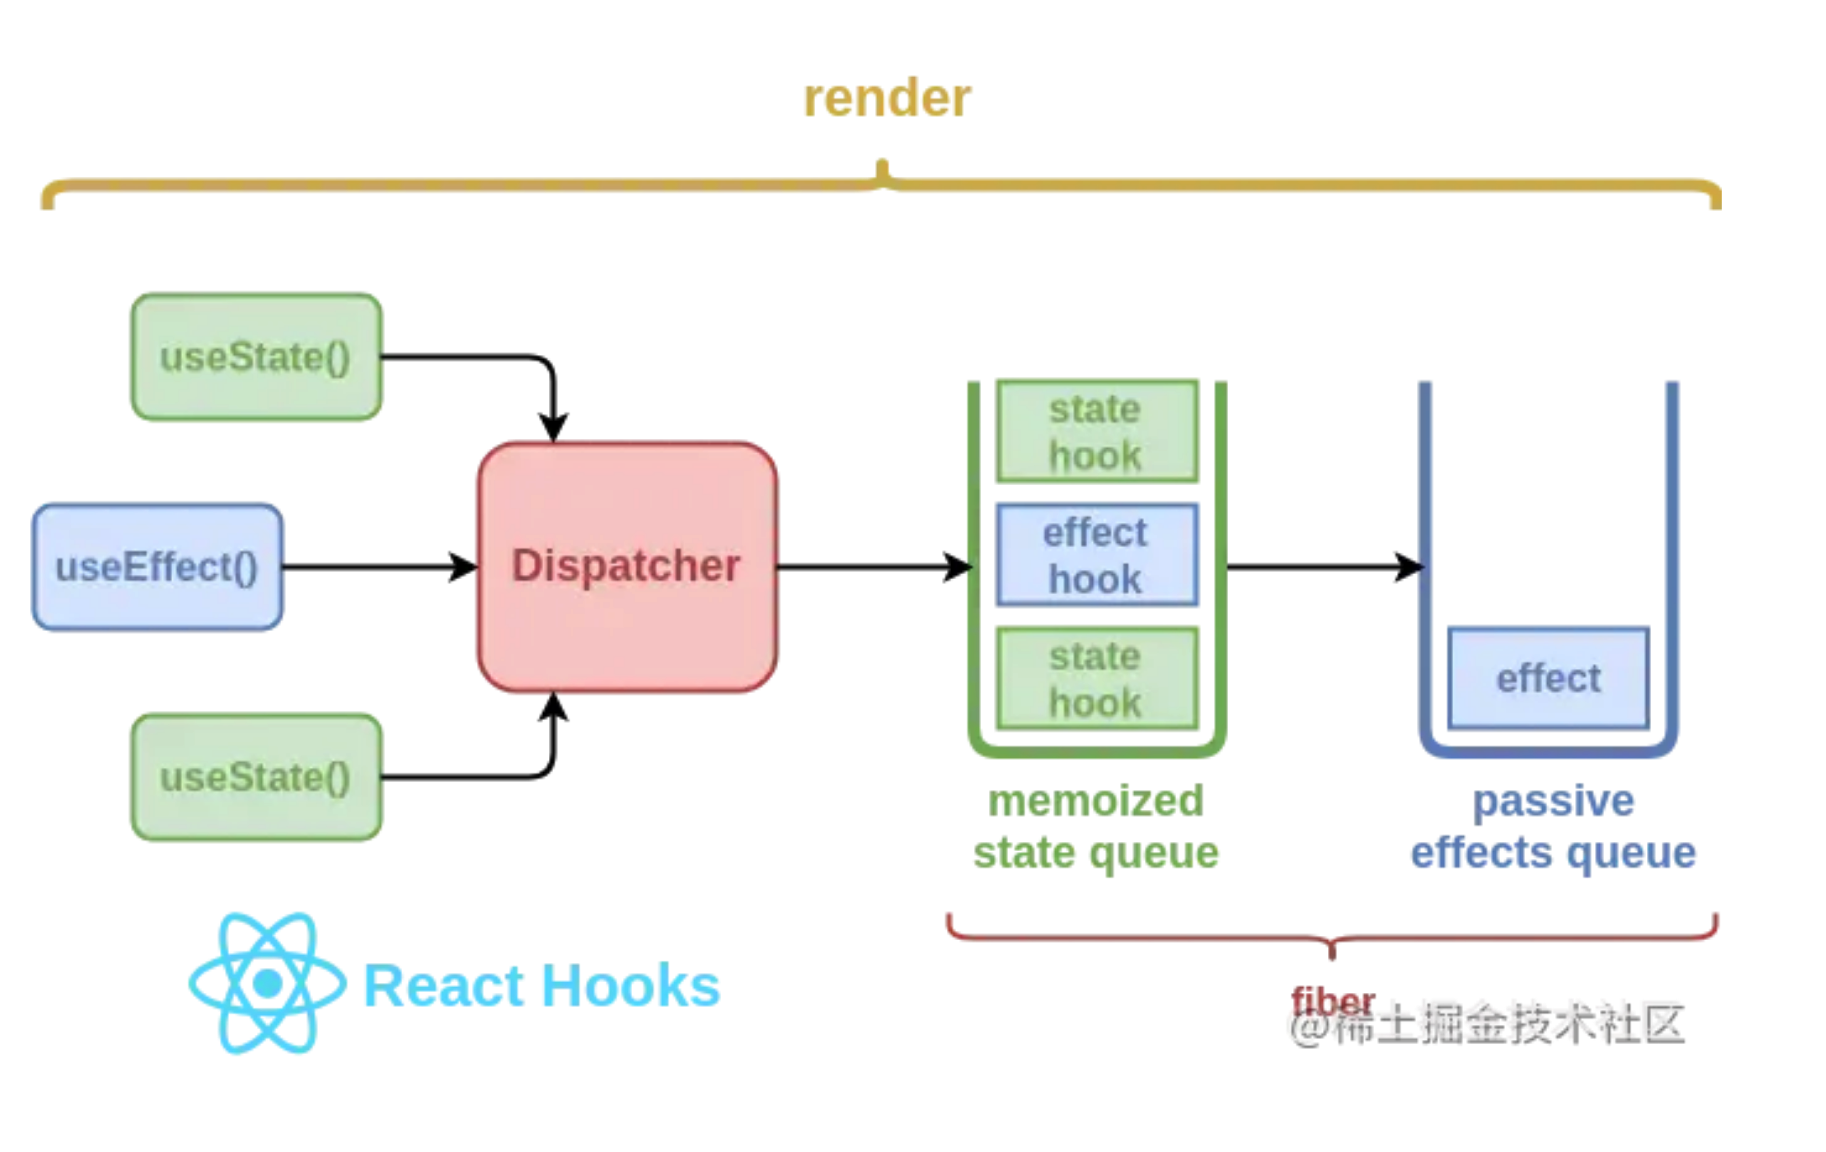 render
useState()
useEffect()
useState()
Dispatcher
state
hook
effect
hook
state
hook
memoized
state queue
effect
passive
effects queue
fiber
React Hooks
@稀土掘金技术社区